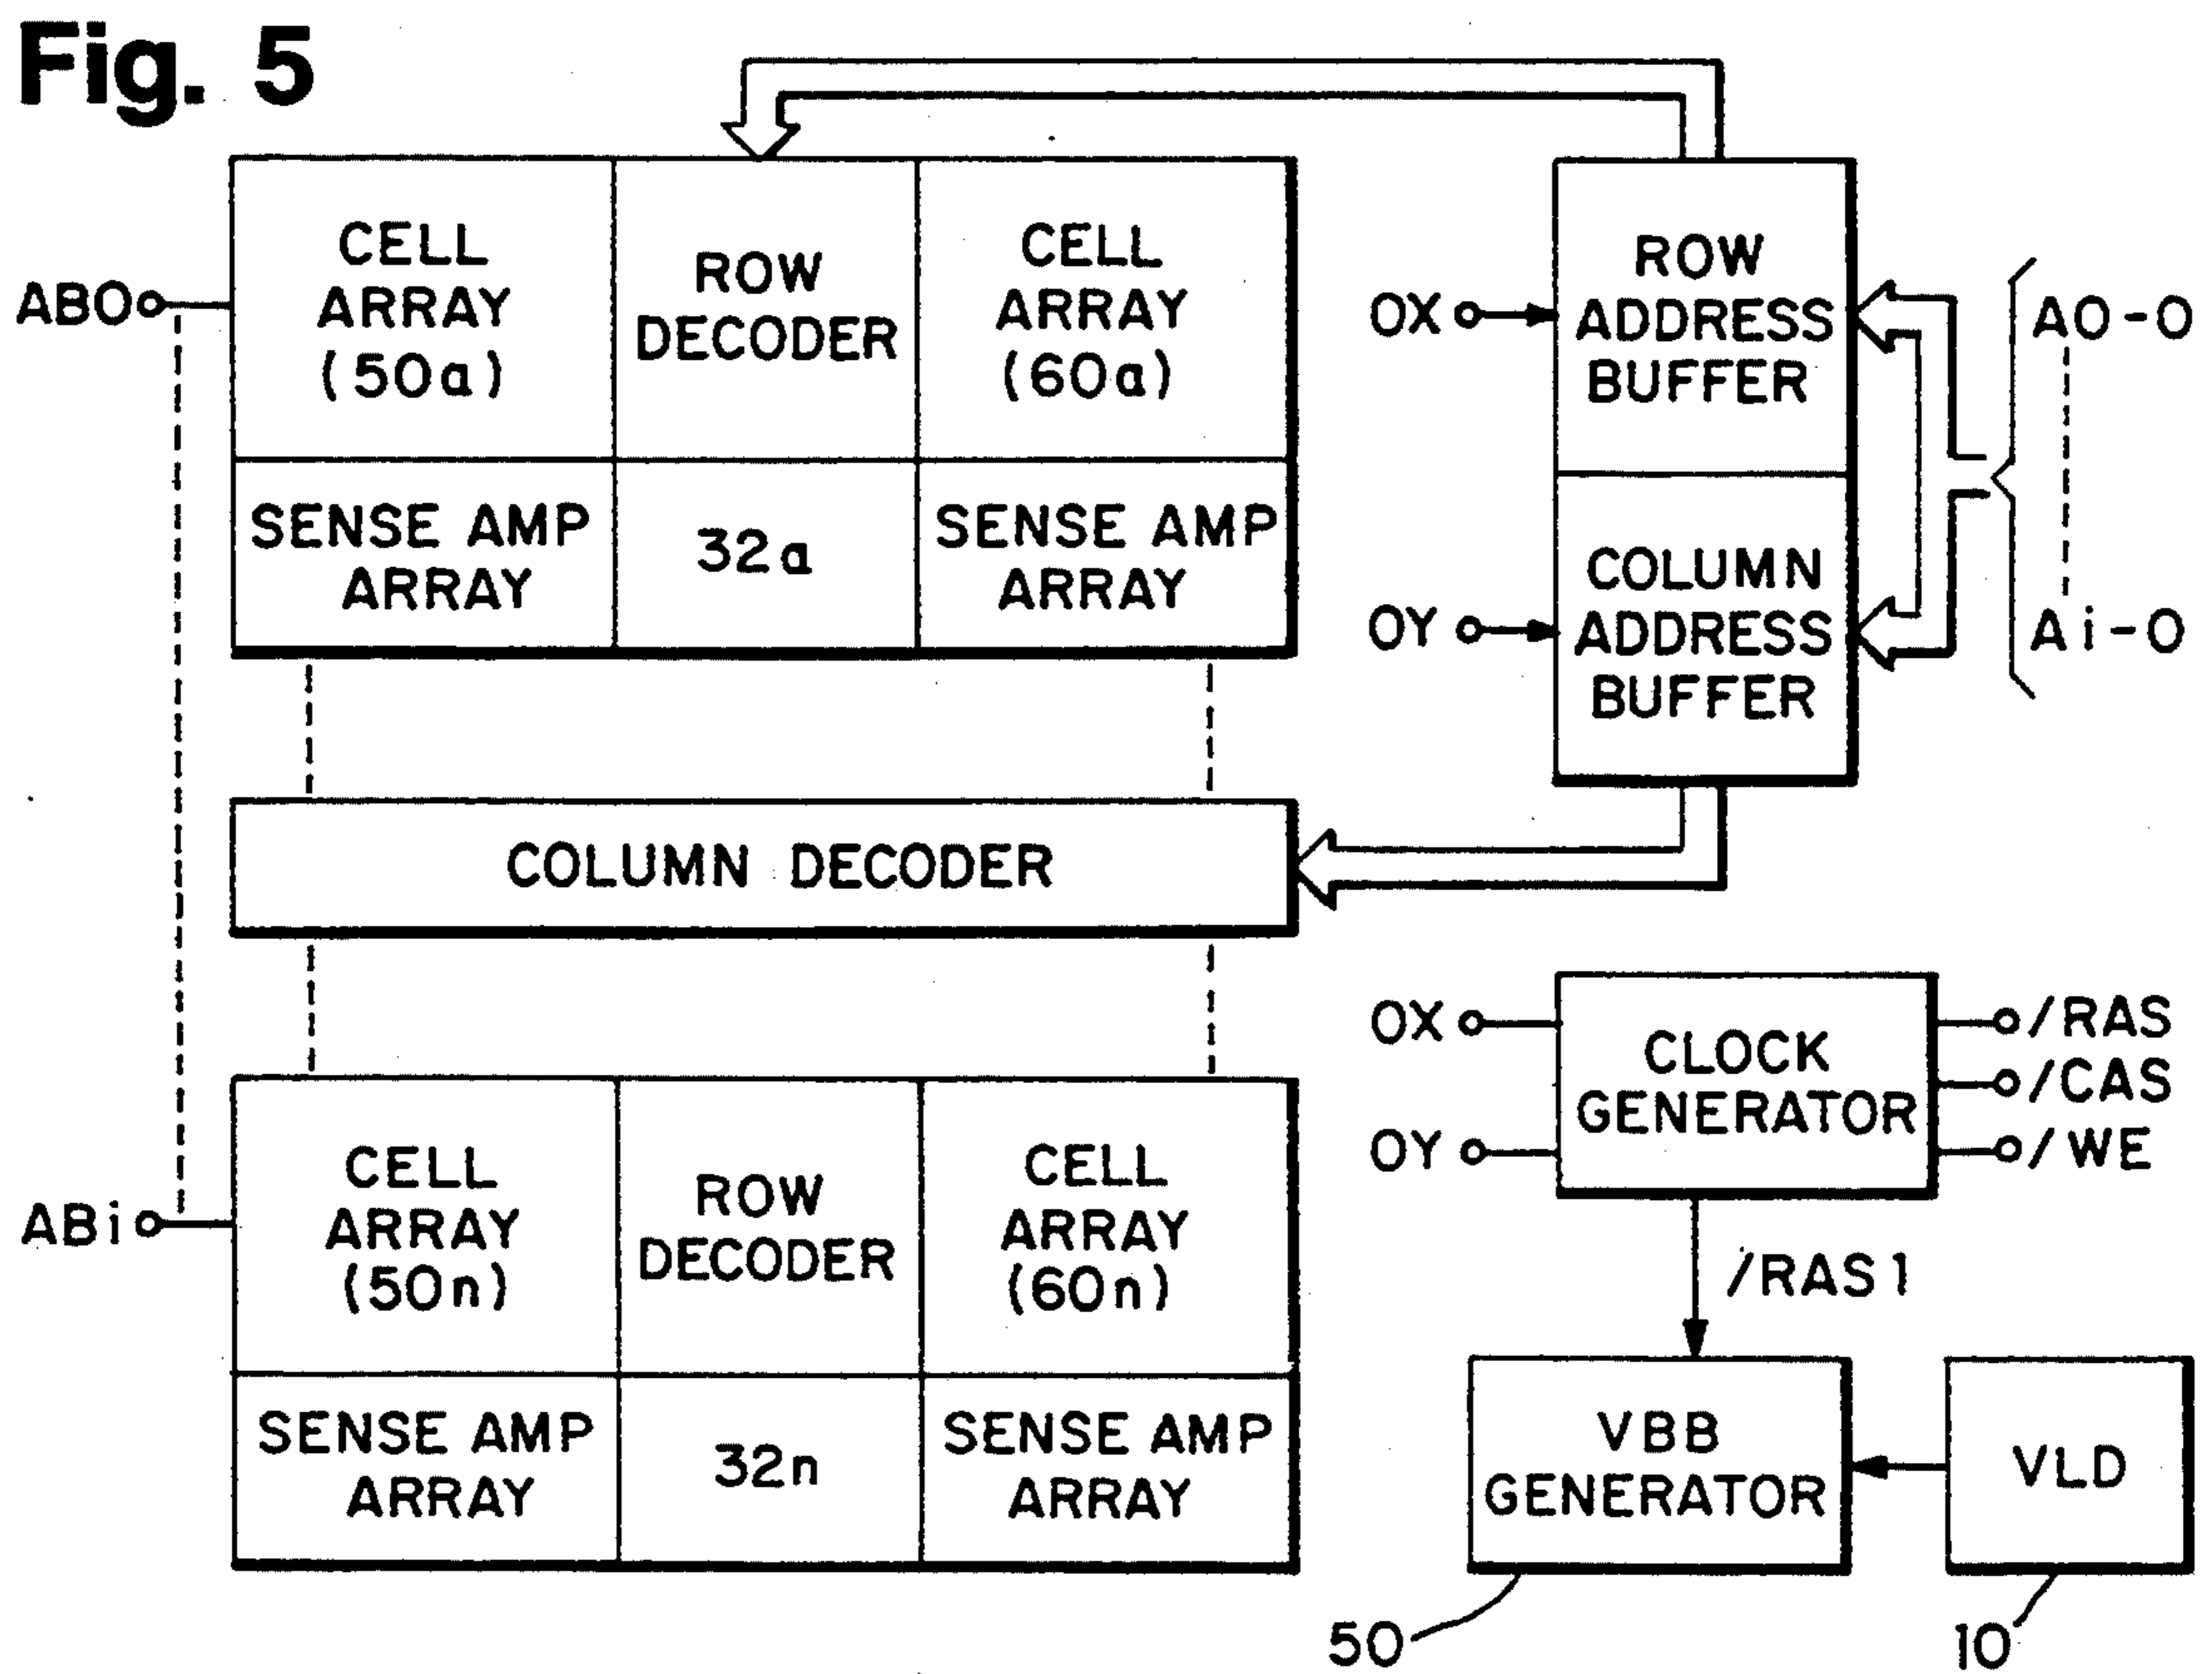 Fig. 5
ABO
CELL
ARRAY
(50a)
ROW
DECODER
CELL
ARRAY
(60a)
SENSE AMP
ARRAY
32a
SENSE AMP
ARRAY
OX
ROW
ADDRESS
BUFFER
OY
COLUMN
ADDRESS
BUFFER
AO-O
Ai-O
COLUMN DECODER
ABi
CELL
ARRAY
(50n)
ROW
DECODER
CELL
ARRAY
(60n)
SENSE AMP
ARRAY
32n
SENSE AMP
ARRAY
OX
OY
CLOCK
GENERATOR
/RAS
/CAS
/WE
/RAS1
VBB
GENERATOR
VLD
50
10